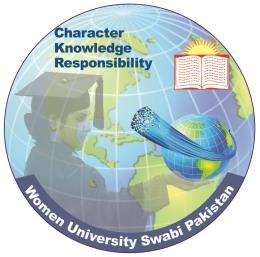 Character
Knowledge
Responsibility
Women University Swabi Pakistan